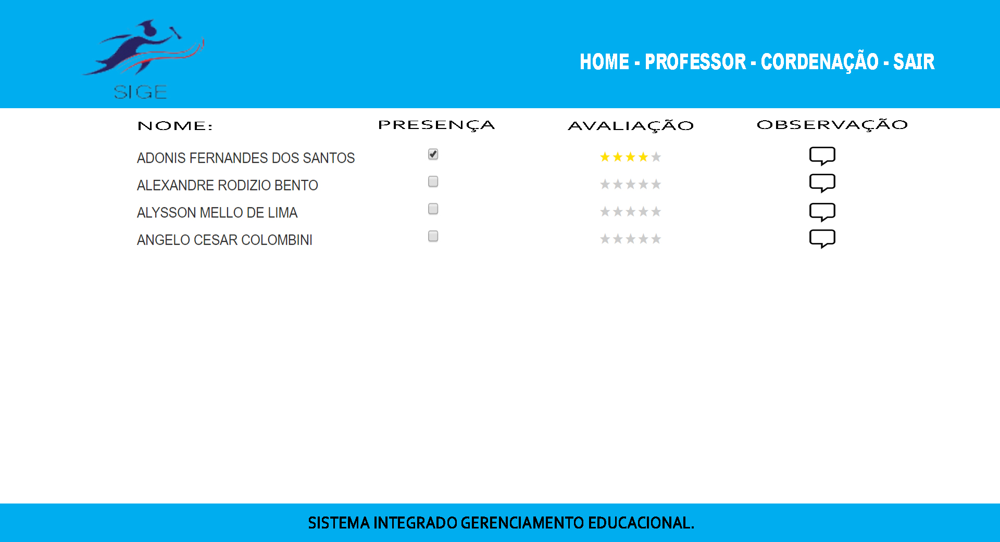 SIGE
HOME - PROFESSOR - CORDENAÇÃO - SAIR
NOME: PRESENÇA AVALIAÇÃO OBSERVAÇÃO
ADONIS FERNANDES DOS SANTOS
ALEXANDRE RODIZIO BENTO
ALYSSON MELLO DE LIMA
ANGELO CESAR COLOMBINI
SISTEMA INTEGRADO GERENCIAMENTO EDUCACIONAL.